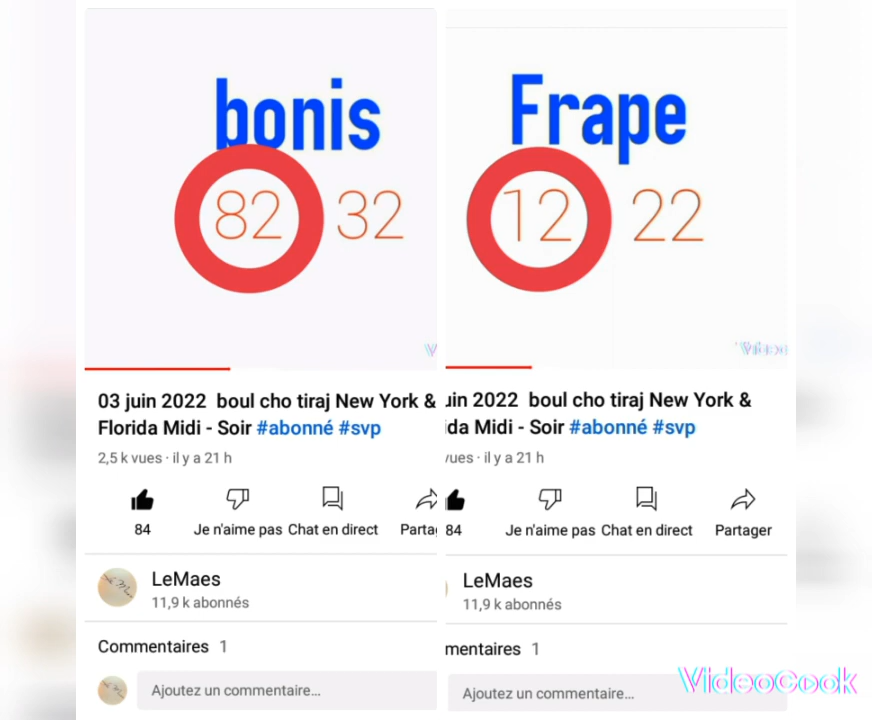 bonis
82 32
03 juin 2022 boul cho tiraj New York &
Florida Midi - Soir #abonné #svp
2,5 k vues · il y a 21 h
84
Je n'aime pas
Chat en direct
LeMaes
11,9 k abonnés
Commentaires 1
Ajoutez un commentaire...
Frape
12 22
uin 2022 boul cho tiraj New York &
ida Midi - Soir #abonné #svp
vues · il y a 21 h
84
Je n'aime pas
Chat en direct
Partager
LeMaes
11,9 k abonnés
mentaires 1
Ajoutez un commentaire...
VideoCook